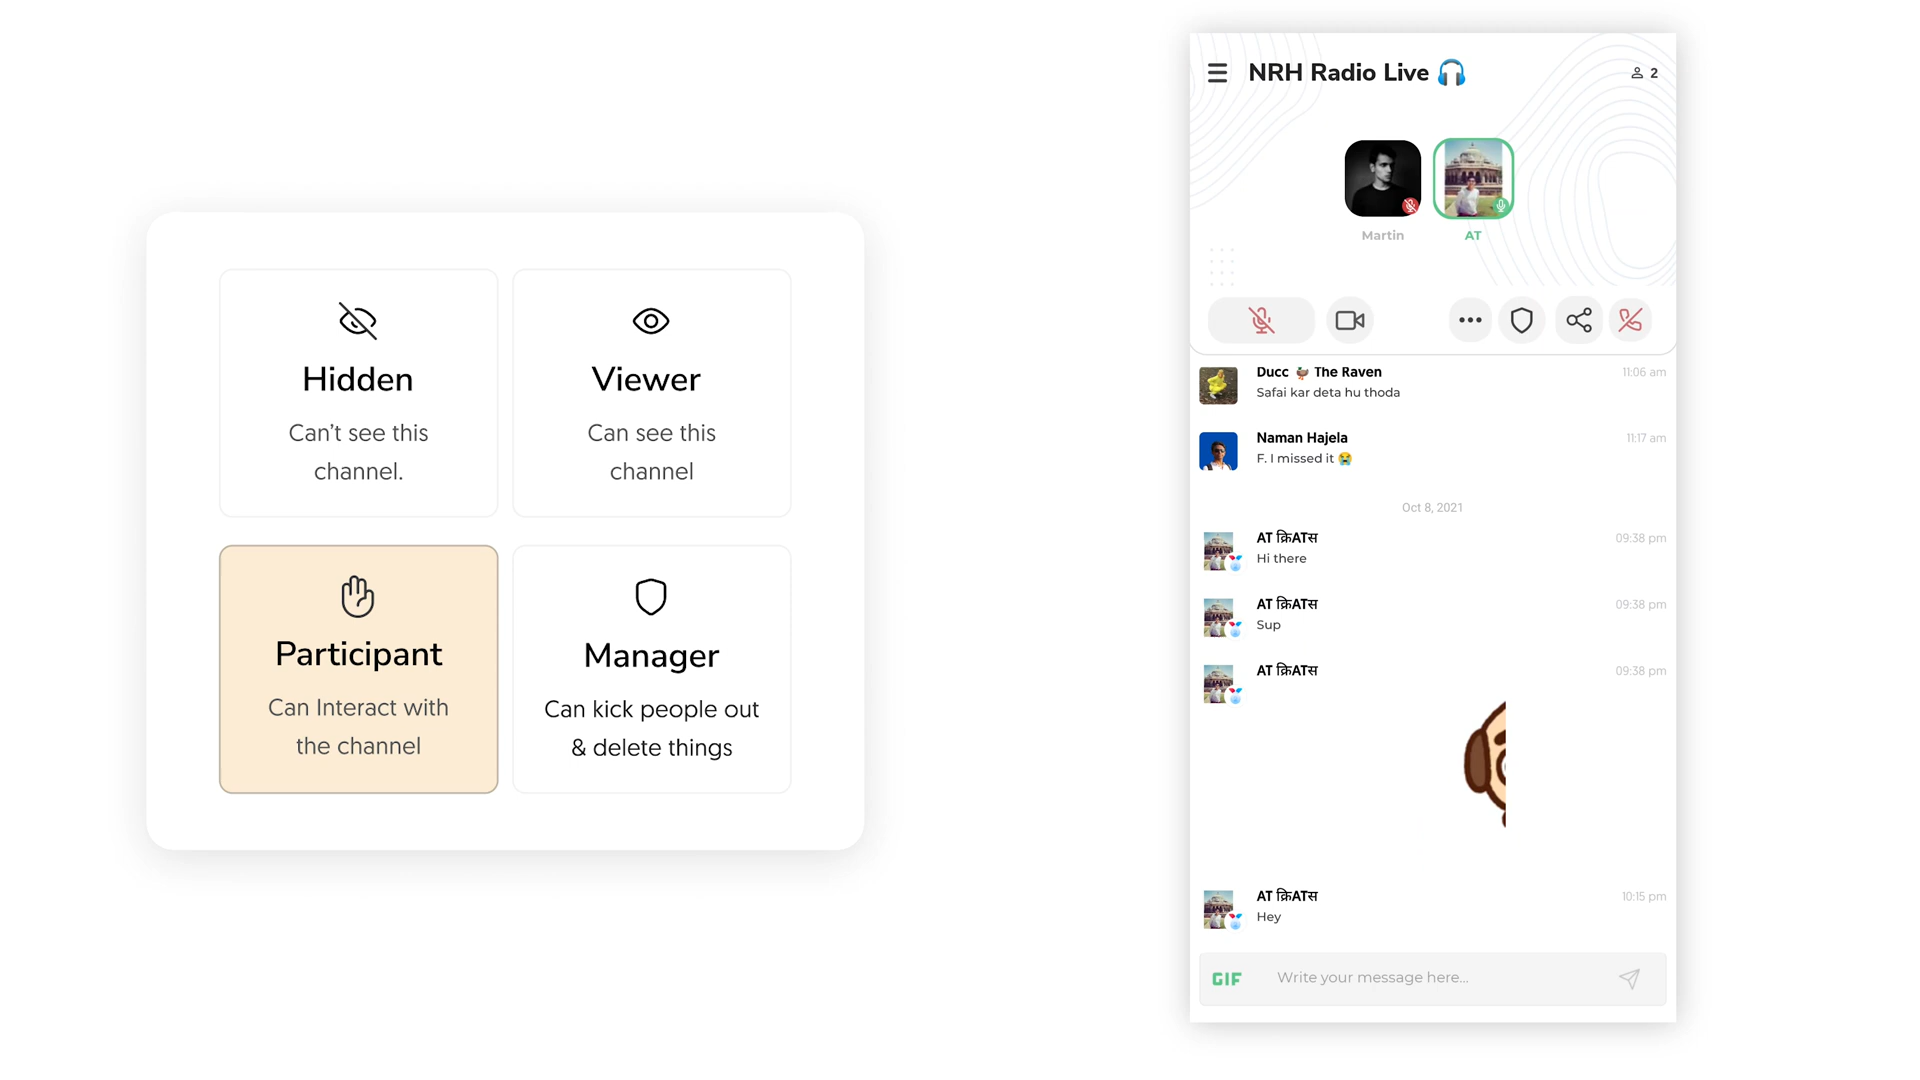 Hidden
Can't see this
channel.
Viewer
Can see this
channel
Participant
Can Interact with
the channel
Manager
Can kick people out
& delete things
NRH Radio Live 🎧
2
Martin
AT
Ducc 🦆 The Raven
11:06 am
Safai kar deta hu thoda
Naman Hajela
11:17 am
F. I missed it 😭
Oct 8, 2021
AT क्रिATस
09:38 pm
Hi there
AT क्रिATस
09:38 pm
Sup
AT क्रिATस
09:38 pm
AT क्रिATस
10:15 pm
Hey
GIF
Write your message here...